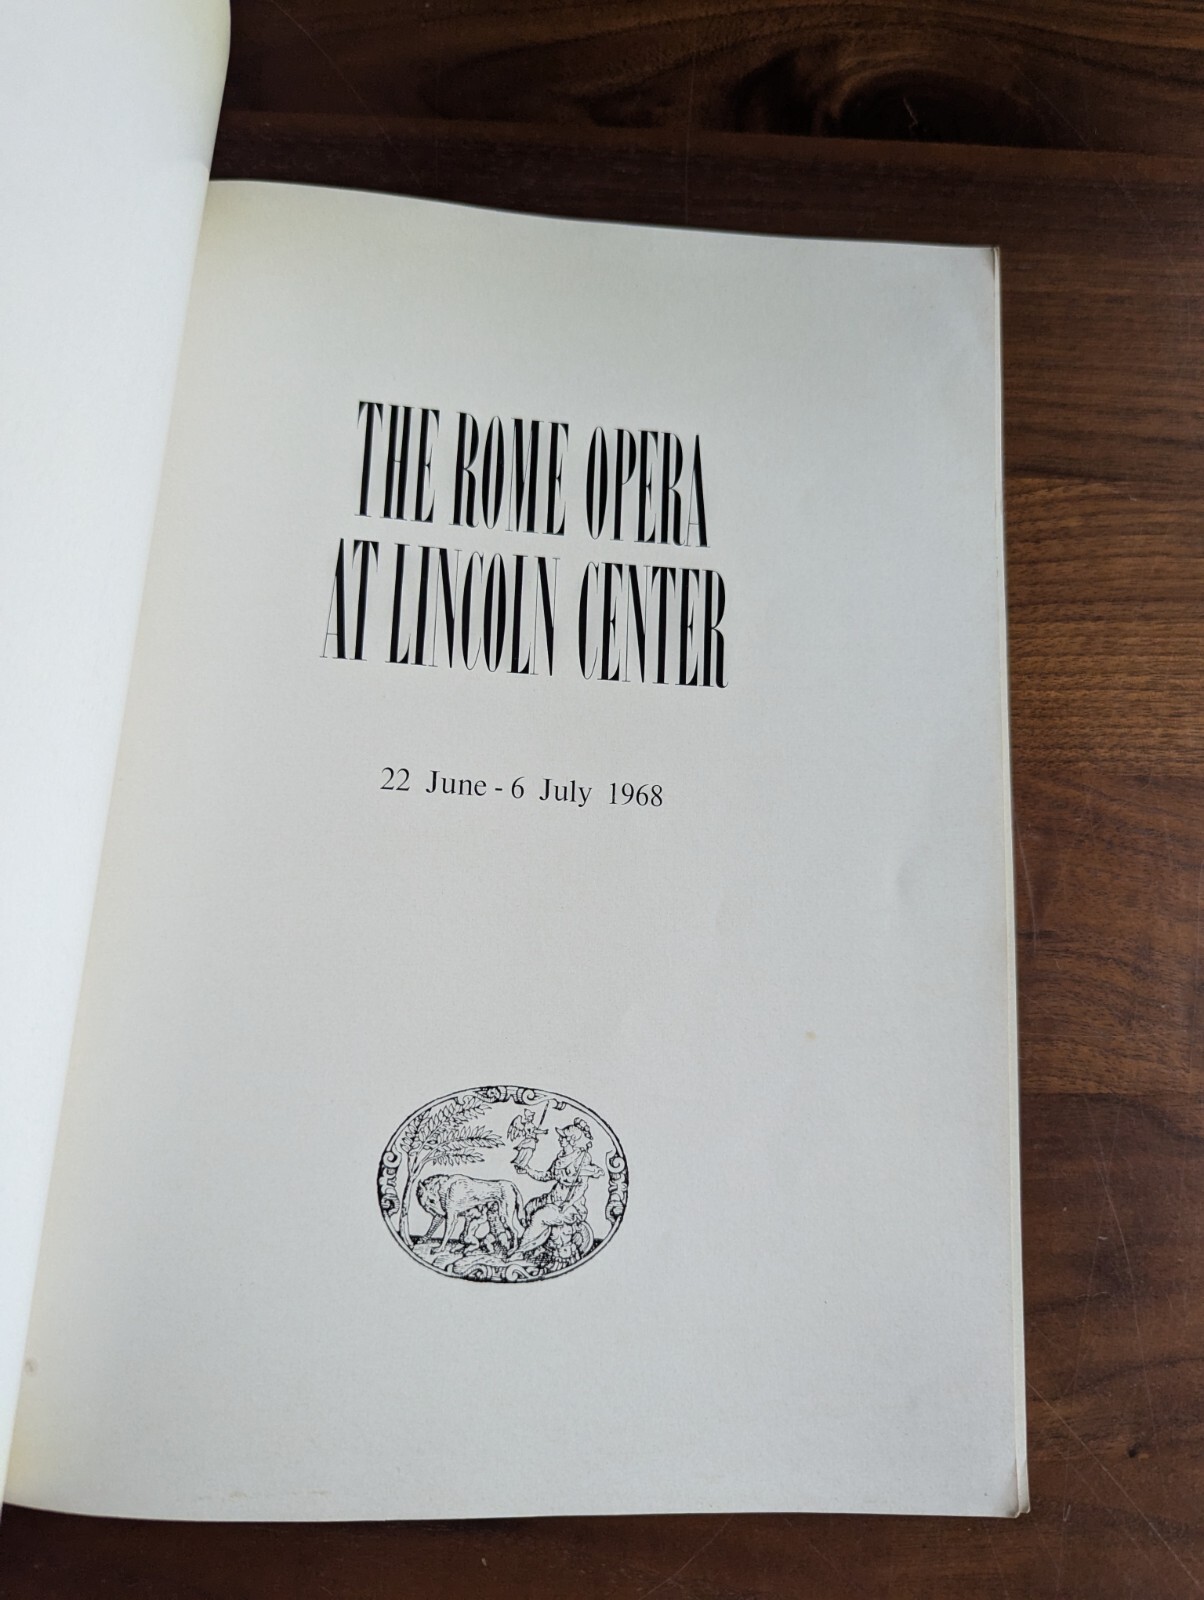 THE ROME OPERA
AT LINCOLN CENTER
22 June - 6 July 1968